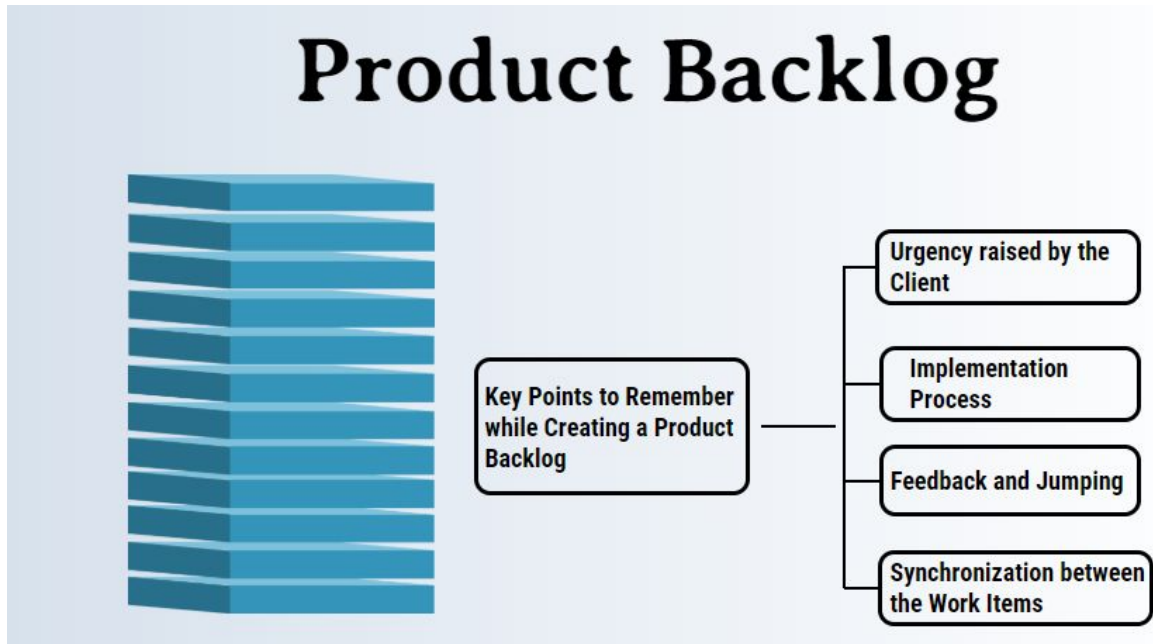 Product Backlog
Key Points to Remember
while Creating a Product
Backlog
Urgency raised by the
Client
Implementation
Process
Feedback and Jumping
Synchronization between
the Work Items